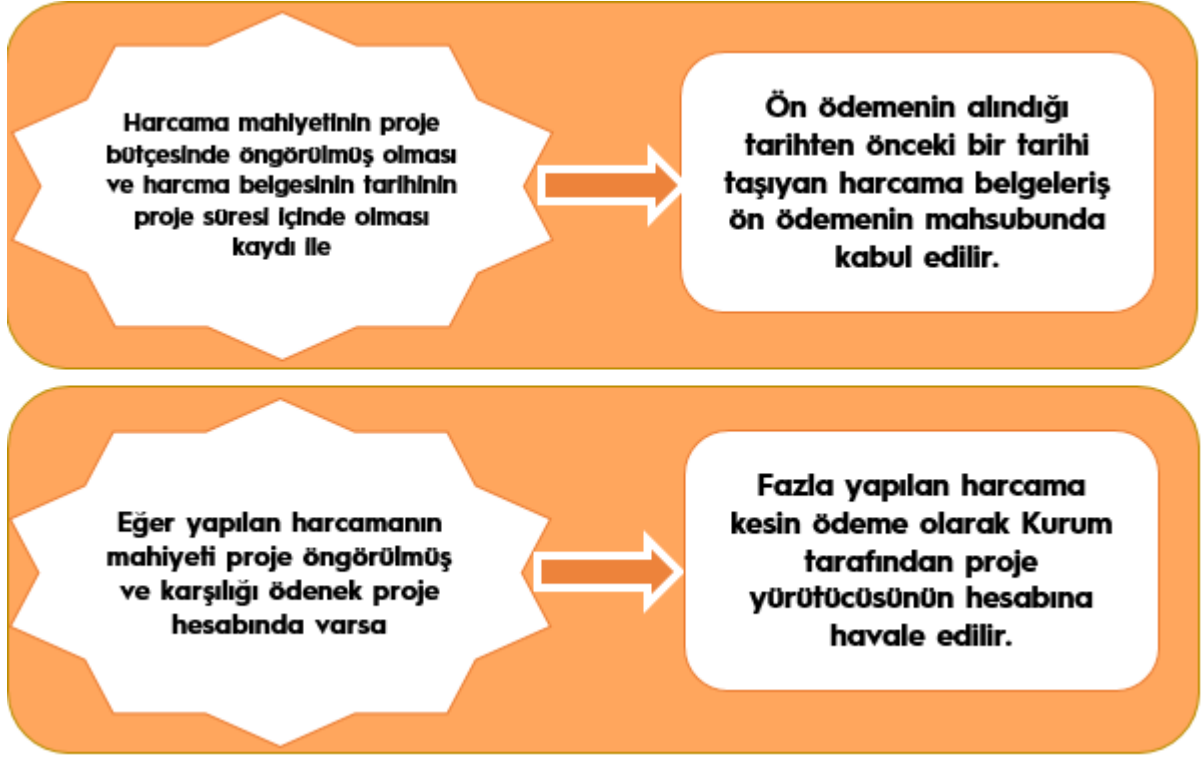 Harcama mahiyetinin proje
bütçesinde öngörülmüş olması
ve harcma belgesinin tarihinin
proje süresi içinde olması
kaydı ile
Ön ödemenin alındığı
tarihten önceki bir tarihi
taşıyan harcama belgeleriş
ön ödemenin mahsubunda
kabul edilir.
Eğer yapılan harcamanın
mahiyeti proje öngörülmüş
ve karşılığı ödenek proje
hesabında varsa
Fazla yapılan harcama
kesin ödeme olarak Kurum
tarafından proje
yürütücüsünün hesabına
havale edilir.